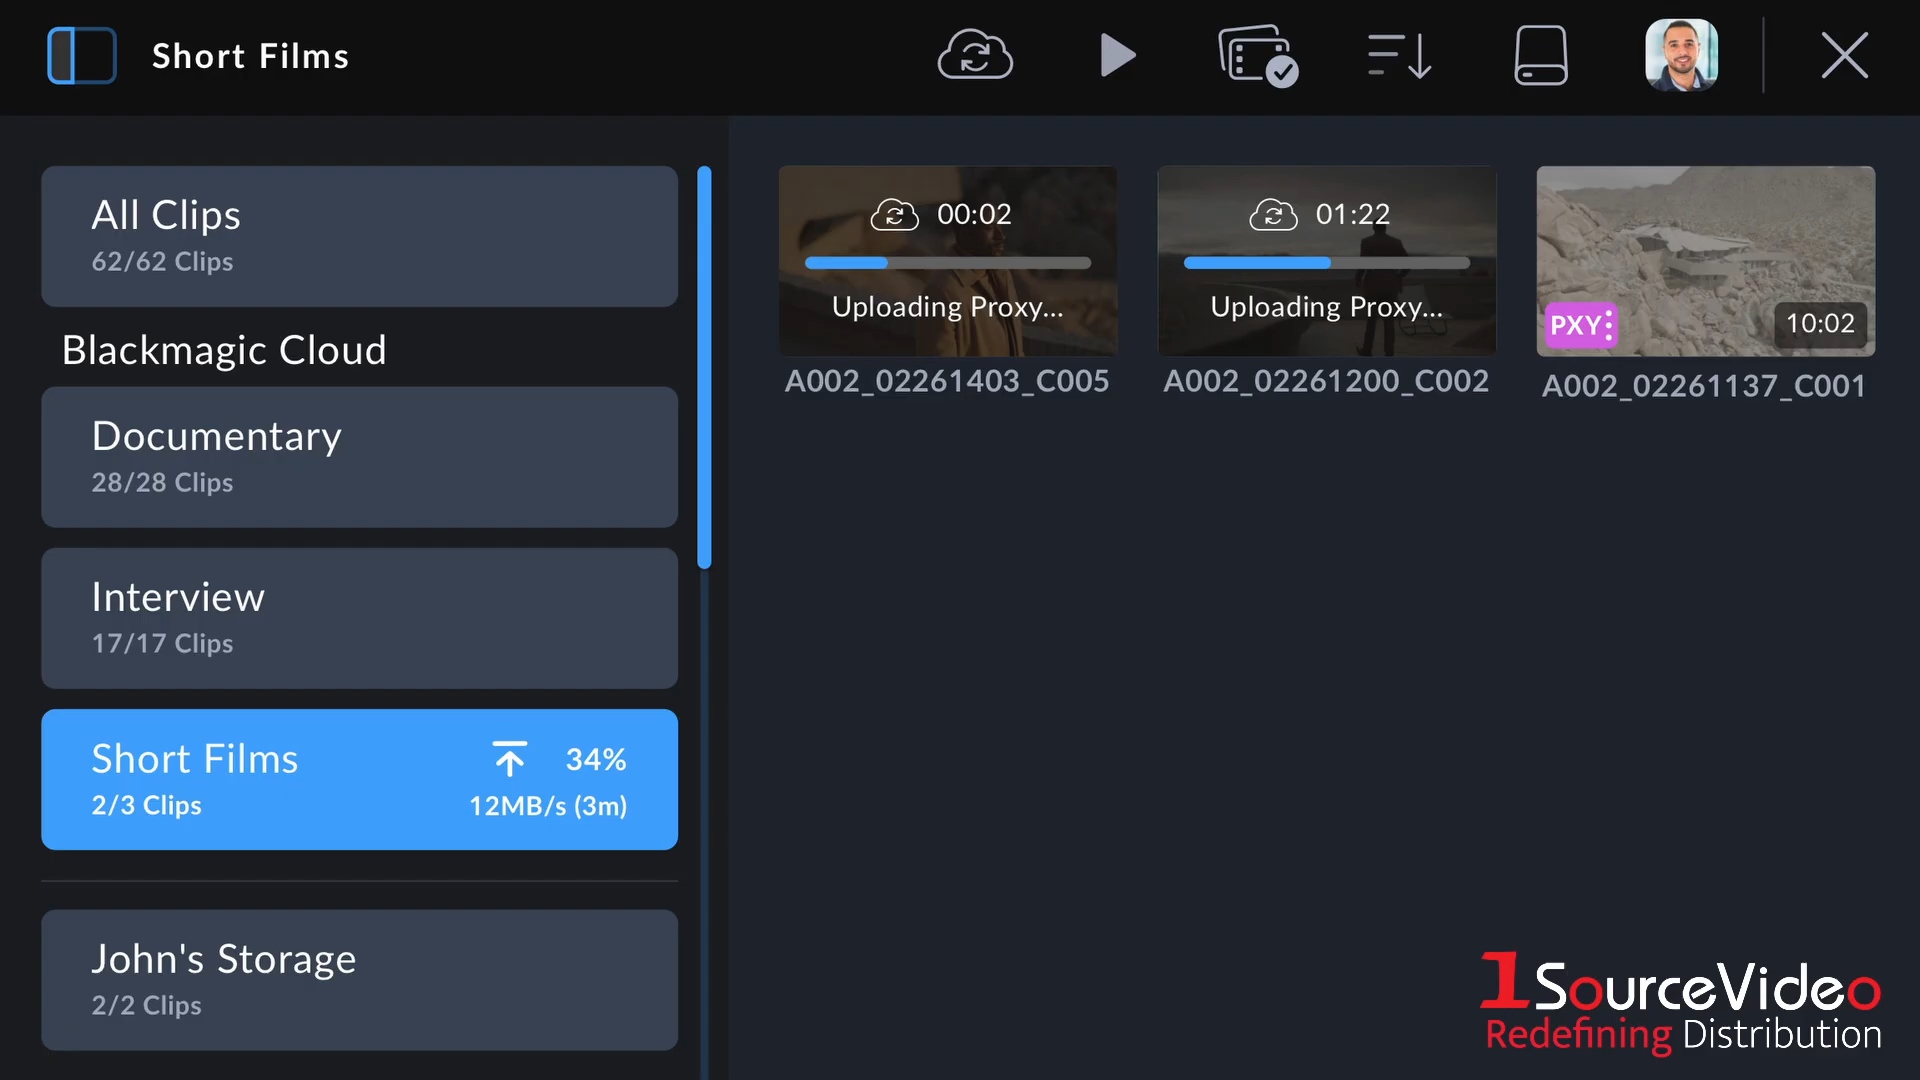 Short Films
All Clips
62/62 Clips
Blackmagic Cloud
Documentary
28/28 Clips
Interview
17/17 Clips
Short Films
34%
2/3 Clips
12MB/s (3m)
John's Storage
2/2 Clips
00:02
Uploading Proxy...
A002_02261403_C005
01:22
Uploading Proxy...
A002_02261200_C002
PXY
10:02
A002_02261137_C001
1SourceVideo
Redefining Distribution